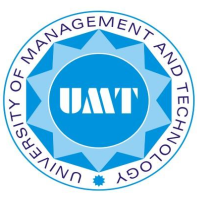 UNIVERSITY OF MANAGEMENT AND TECHNOLOGY
UMT